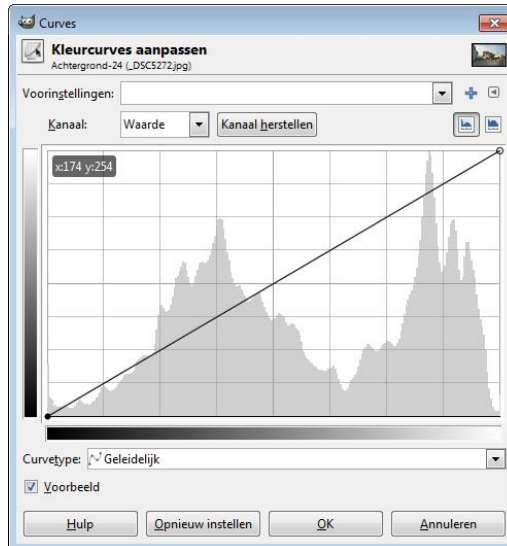 Curves
Kleurcurves aanpassen
Achtergrond-24 (_DSC5272.jpg)
Voorinstellingen:
Kanaal: Waarde Kanaal herstellen
x:174 y:254
Curvetype: Geleidelijk
Voorbeeld
Hulp Opnieuw instellen OK Annuleren